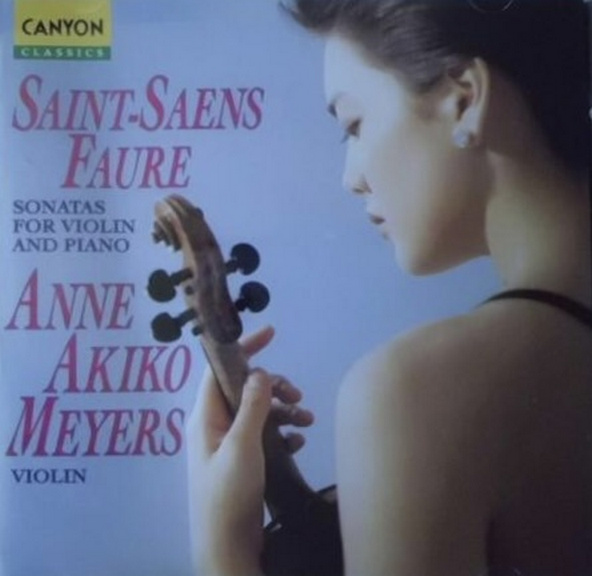 CANYON
CLASSICS
SAINT-SAENS
FAURE
SONATAS
FOR VIOLIN
AND PIANO
ANNE
AKIKO
MEYERS
VIOLIN